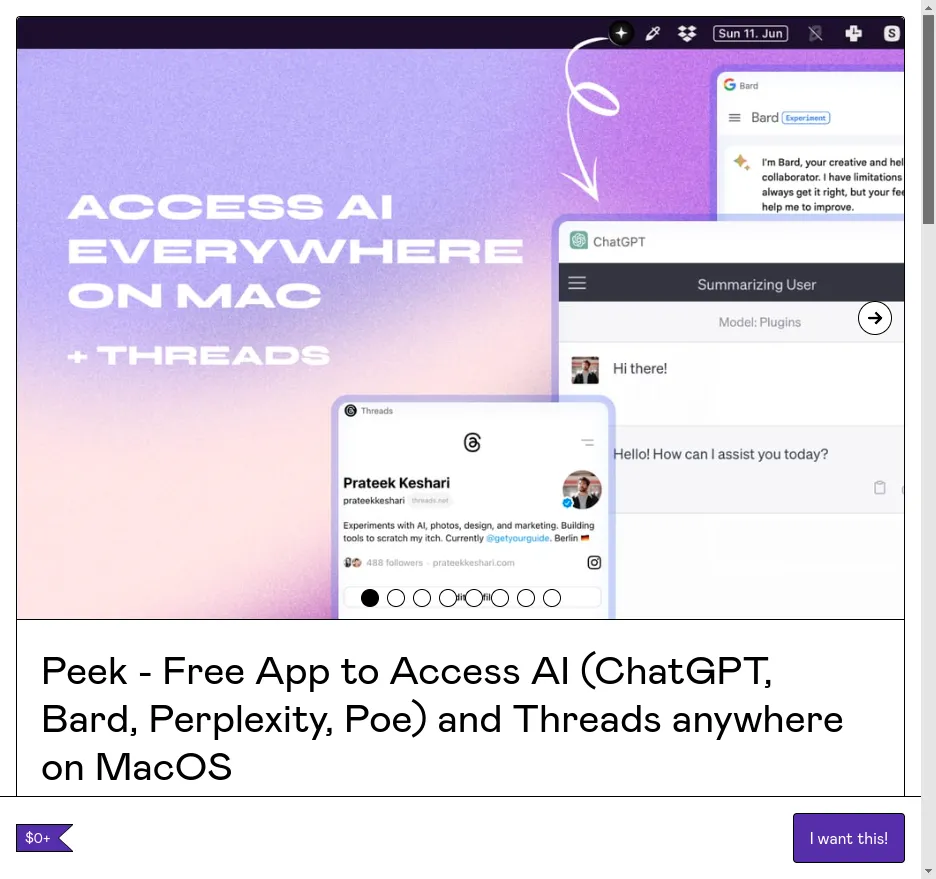 Sun 11. Jun
S
Bard
Bard Experiment
I'm Bard, your creative and hel
collaborator. I have limitations
always get it right, but your fee
help me to improve.
ACCESS AI
EVERYWHERE
ON MAC
+ THREADS
ChatGPT
Summarizing User
Model: Plugins
Hi there!
Hello! How can I assist you today?
Threads
Prateek Keshari
prateekkeshari threads.net
Experiments with AI, photos, design, and marketing. Building
tools to scratch my itch. Currently @getyourguide. Berlin
488 followers · prateekkeshari.com
Peek - Free App to Access AI (ChatGPT,
Bard, Perplexity, Poe) and Threads anywhere
on MacOS
$0+
I want this!